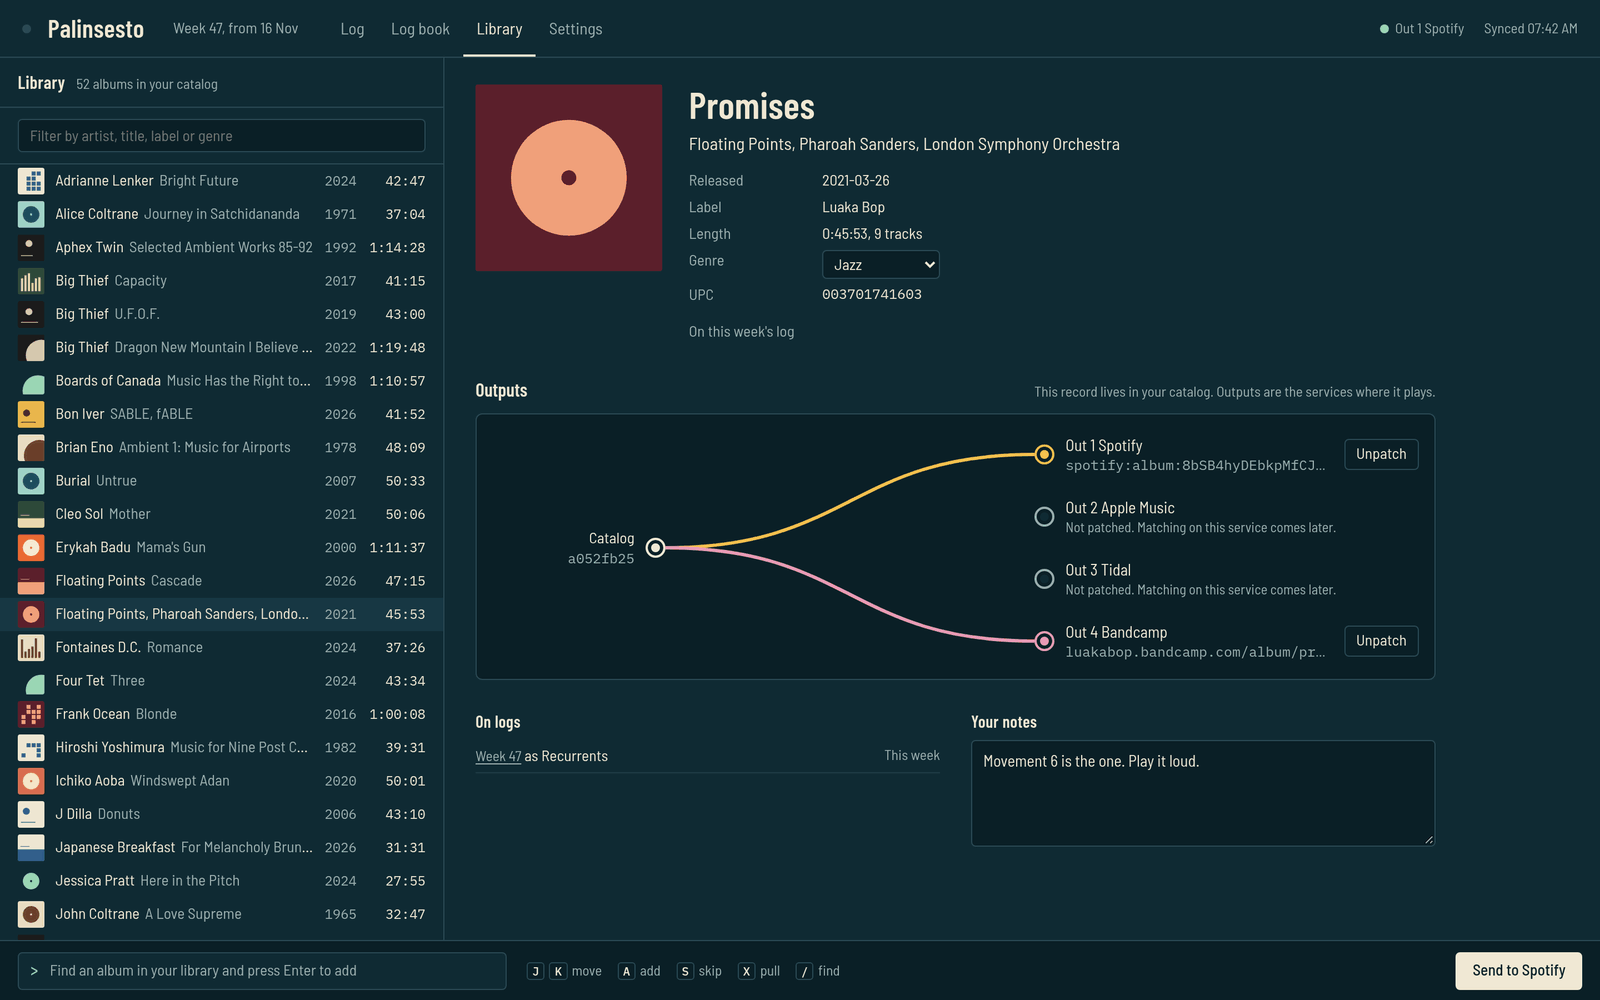 Palinsesto
Week 47, from 16 Nov
Log
Log book
Library
Settings
Out 1 Spotify
Synced 07:42 AM
Library
52 albums in your catalog
Filter by artist, title, label or genre
Adrianne Lenker Bright Future 2024 42:47
Alice Coltrane Journey in Satchidananda 1971 37:04
Aphex Twin Selected Ambient Works 85-92 1992 1:14:28
Big Thief Capacity 2017 41:15
Big Thief U.F.O.F. 2019 43:00
Big Thief Dragon New Mountain I Believe ... 2022 1:19:48
Boards of Canada Music Has the Right to... 1998 1:10:57
Bon Iver SABLE, fABLE 2026 41:52
Brian Eno Ambient 1: Music for Airports 1978 48:09
Burial Untrue 2007 50:33
Cleo Sol Mother 2021 50:06
Erykah Badu Mama's Gun 2000 1:11:37
Floating Points Cascade 2026 47:15
Floating Points, Pharoah Sanders, Londo... 2021 45:53
Fontaines D.C. Romance 2024 37:26
Four Tet Three 2024 43:34
Frank Ocean Blonde 2016 1:00:08
Hiroshi Yoshimura Music for Nine Post C... 1982 39:31
Ichiko Aoba Windswept Adan 2020 50:01
J Dilla Donuts 2006 43:10
Japanese Breakfast For Melancholy Brun... 2026 31:31
Jessica Pratt Here in the Pitch 2024 27:55
John Coltrane A Love Supreme 1965 32:47
Promises
Floating Points, Pharoah Sanders, London Symphony Orchestra
Released 2021-03-26
Label Luaka Bop
Length 0:45:53, 9 tracks
Genre Jazz
UPC 003701741603
On this week's log
Outputs
This record lives in your catalog. Outputs are the services where it plays.
Catalog
a052fb25
Out 1 Spotify
spotify:album:8bSB4hyDEbkpMfCJ...
Unpatch
Out 2 Apple Music
Not patched. Matching on this service comes later.
Out 3 Tidal
Not patched. Matching on this service comes later.
Out 4 Bandcamp
luakabop.bandcamp.com/album/pr...
Unpatch
On logs
Week 47 as Recurrents
This week
Your notes
Movement 6 is the one. Play it loud.
> Find an album in your library and press Enter to add
J K move
A add
S skip
X pull
/ find
Send to Spotify